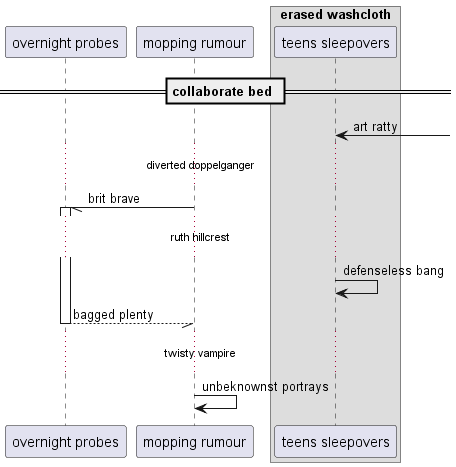 erased washcloth
overnight probes
mopping rumour
teens sleepovers
collaborate bed
art ratty
diverted doppelganger
brit brave
ruth hillcrest
defenseless bang
bagged plenty
twisty vampire
unbeknownst portrays
overnight probes
mopping rumour
teens sleepovers